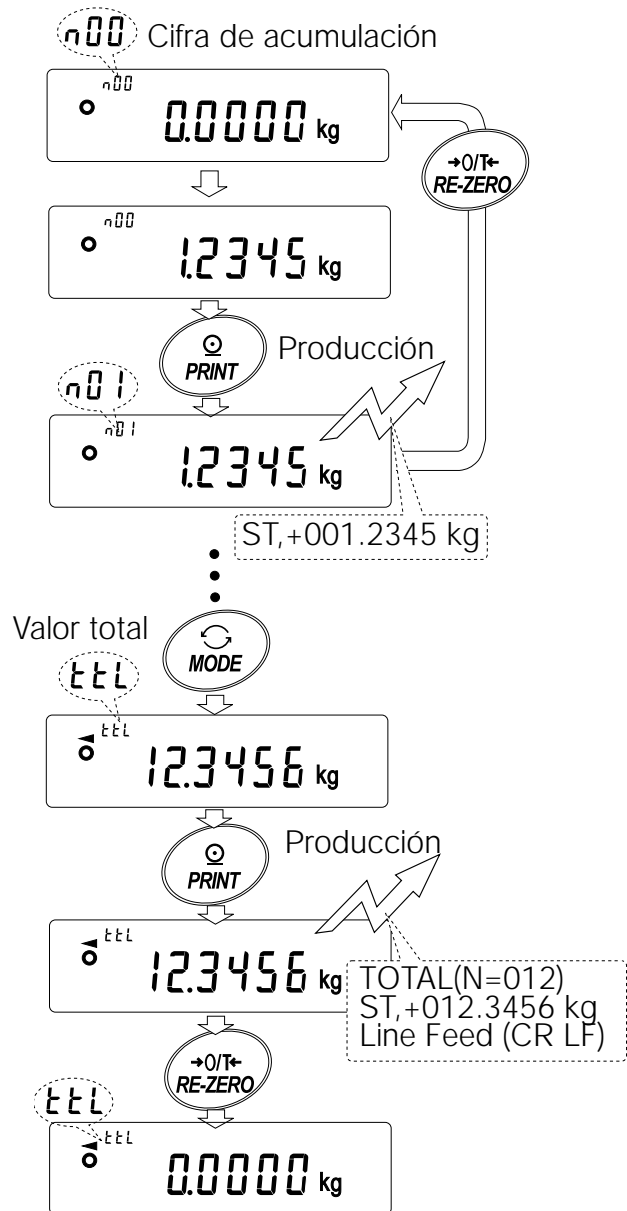 n00 Cifra de acumulación
n00
0.0000 kg
→0/T←
RE-ZERO
n00
1.2345 kg
PRINT
Producción
n01
n01
1.2345 kg
ST,+001.2345 kg
Valor total
MODE
ttL
ttL
12.3456 kg
PRINT
Producción
ttL
12.3456 kg
TOTAL(N=012)
ST,+012.3456 kg
Line Feed (CR LF)
→0/T←
RE-ZERO
ttL
ttL
0.0000 kg